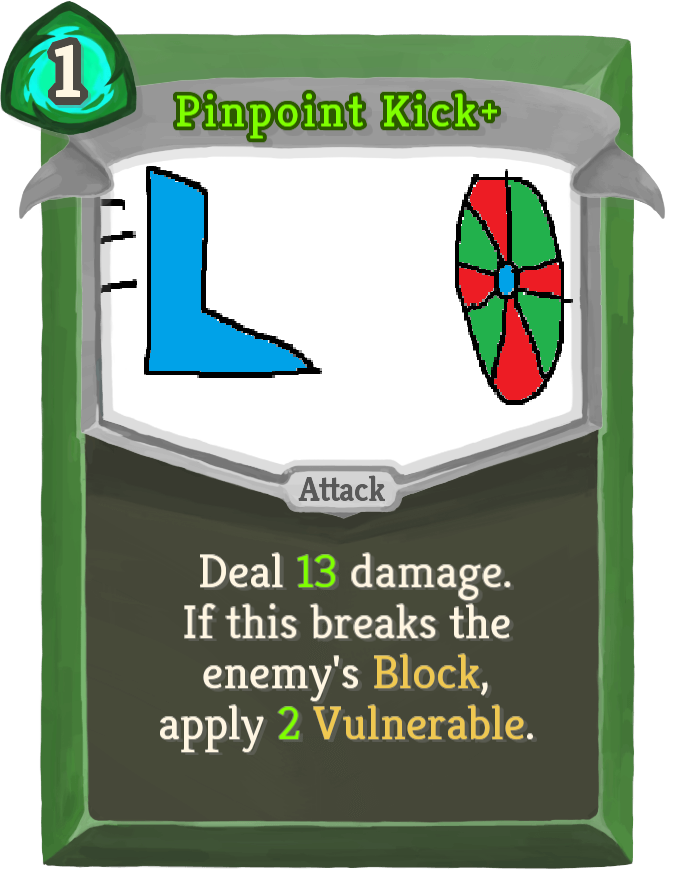 1
Pinpoint Kick+
Attack
Deal 13 damage.
If this breaks the
enemy's Block,
apply 2 Vulnerable.